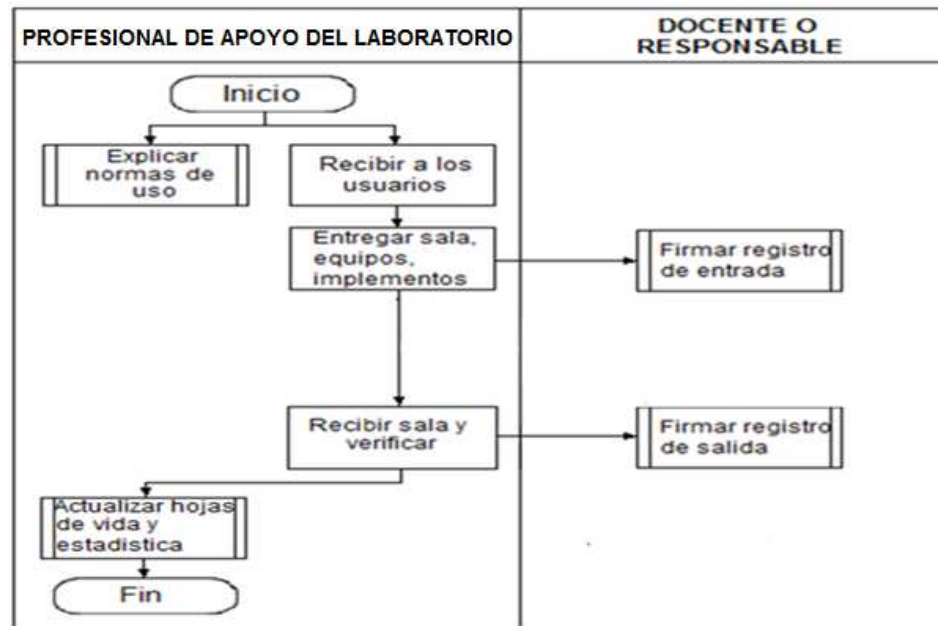 PROFESIONAL DE APOYO DEL LABORATORIO
DOCENTE O
RESPONSABLE
Inicio
Explicar
normas de
uso
Recibir a los
usuarios
Entregar sala,
equipos,
implementos
Firmar registro
de entrada
Recibir sala y
verificar
Firmar registro
de salida
Actualizar hojas
de vida y
estadistica
Fin